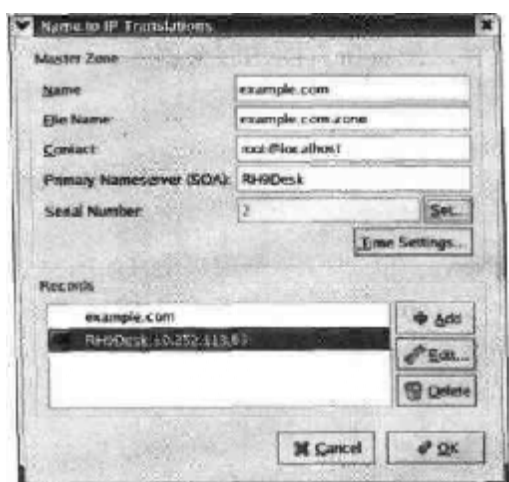 Name to IP Translations
Master Zone
Name example.com
File Name: example.com.zone
Contact: root@localhost
Primary Nameserver (SOA): RH9Desk
Serial Number: 2 Set...
Time Settings...
Records
example.com
RH9Desk
Add
Edit...
Delete
Cancel OK